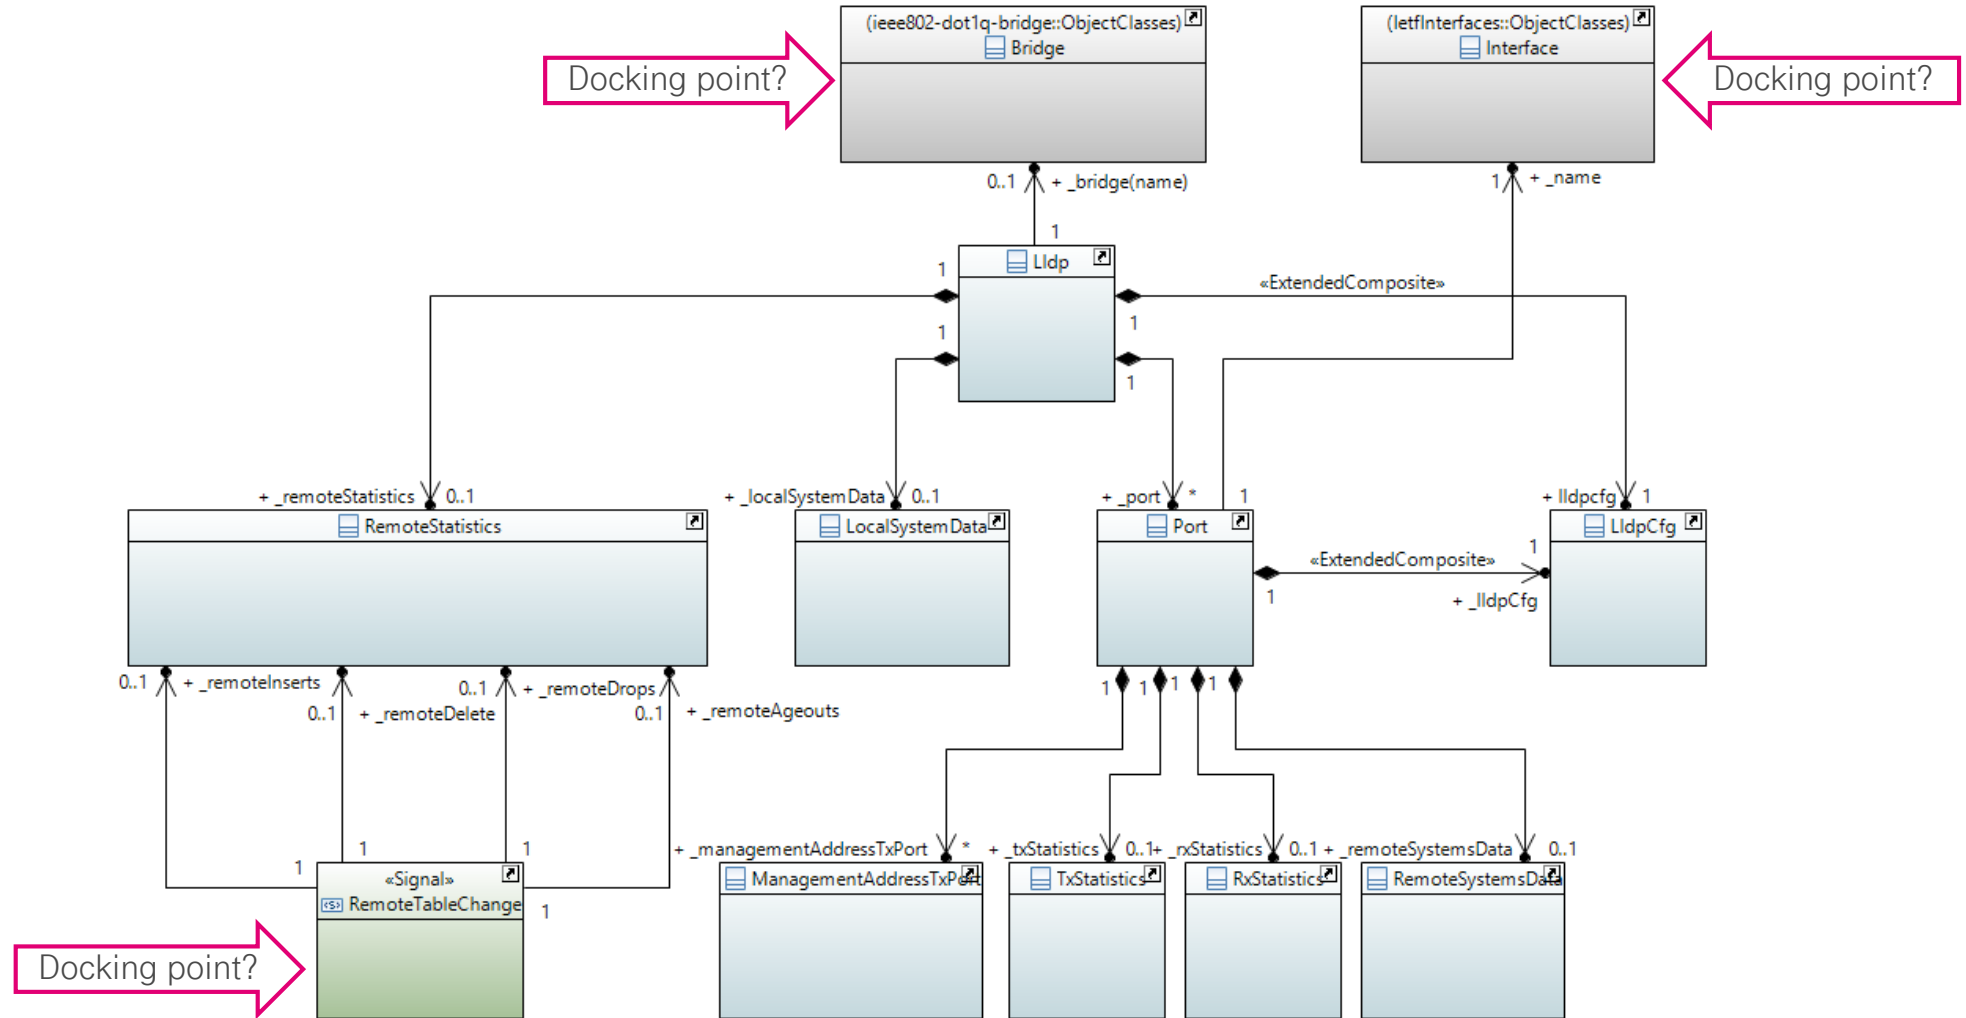 (ieee802-dot1q-bridge::ObjectClasses)
Bridge
(IetfInterfaces::ObjectClasses)
Interface
Docking point?
Docking point?
0..1
+ _bridge(name)
1
+ _name
1
Lldp
1
«ExtendedComposite»
1
1
1
+ _remoteStatistics
0..1
+ _localSystemData
0..1
+ _port
*
1
+ lldpcfg
1
RemoteStatistics
LocalSystemData
Port
LldpCfg
«ExtendedComposite»
1
1
+ _lldpCfg
0..1
+ _remoteInserts
0..1
+ _remoteDelete
0..1
+ _remoteDrops
0..1
+ _remoteAgeouts
1
1
1
1
1
1
1
1
+ _managementAddressTxPort
*
+ _txStatistics
0..1
+ _rxStatistics
0..1
+ _remoteSystemsData
0..1
«Signal»
RemoteTableChange
ManagementAddressTxPort
TxStatistics
RxStatistics
RemoteSystemsData
Docking point?